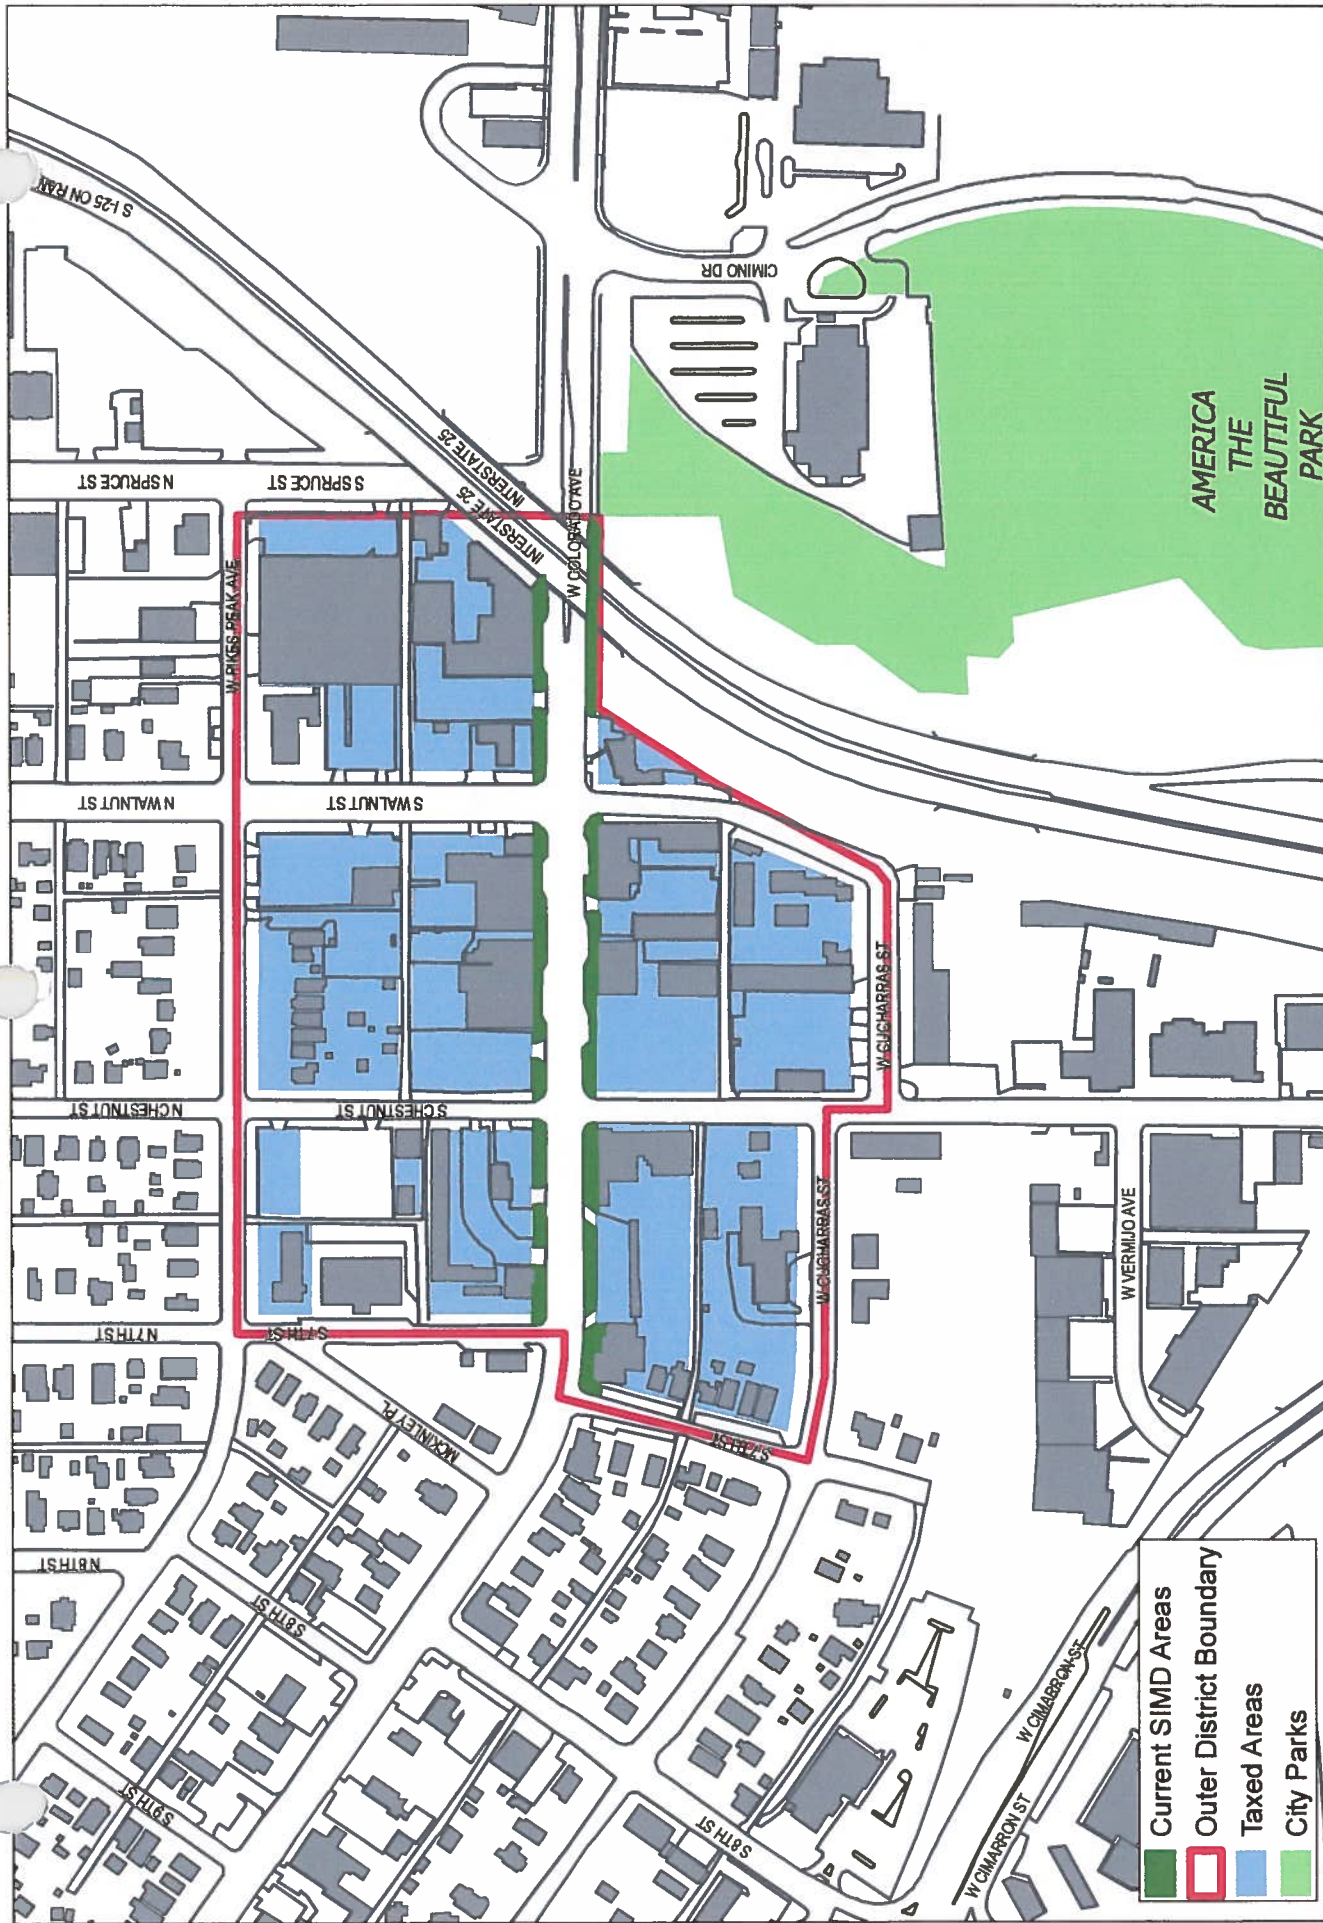 S I-25 ON RAM
N SPRUCE ST
S SPRUCE ST
INTERSTATE 25
INTERSTATE 25
W COLORADO AVE
CIMINO DR
AMERICA
THE
BEAUTIFUL
PARK
W PIKES PEAK AVE
N WALNUT ST
S WALNUT ST
N CHESTNUT ST
S CHESTNUT ST
W CUCHARRAS ST
W CUCHARRAS ST
W VERMIJO AVE
N 7TH ST
S 7TH ST
MCKINLEY PL
S 7TH ST
N 8TH ST
S 8TH ST
S 9TH ST
S 8TH ST
W CIMARRON ST
W CIMARRON ST
Current SIMD Areas
Outer District Boundary
Taxed Areas
City Parks